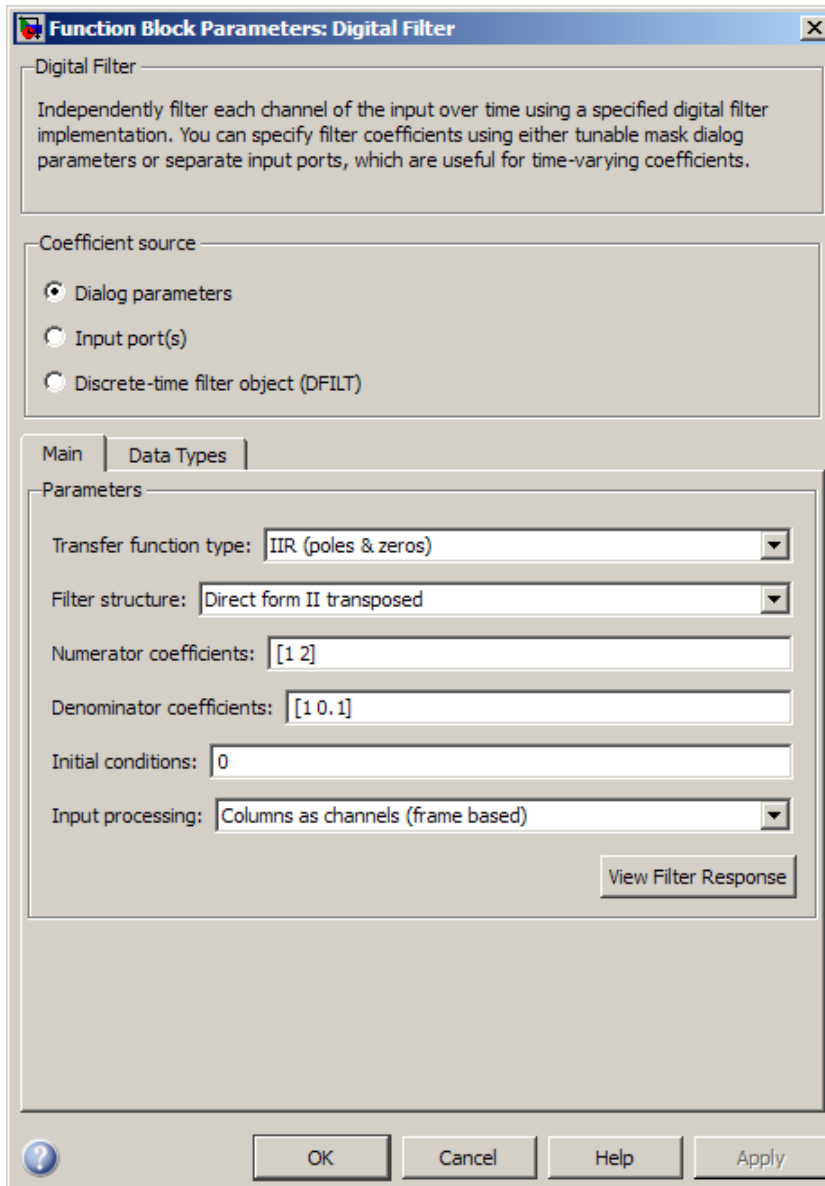 Function Block Parameters: Digital Filter
Digital Filter
Independently filter each channel of the input over time using a specified digital filter
implementation. You can specify filter coefficients using either tunable mask dialog
parameters or separate input ports, which are useful for time-varying coefficients.
Coefficient source
Dialog parameters
Input port(s)
Discrete-time filter object (DFILT)
Main Data Types
Parameters
Transfer function type: IIR (poles & zeros)
Filter structure: Direct form II transposed
Numerator coefficients: [1 2]
Denominator coefficients: [1 0.1]
Initial conditions: 0
Input processing: Columns as channels (frame based)
View Filter Response
? OK Cancel Help Apply